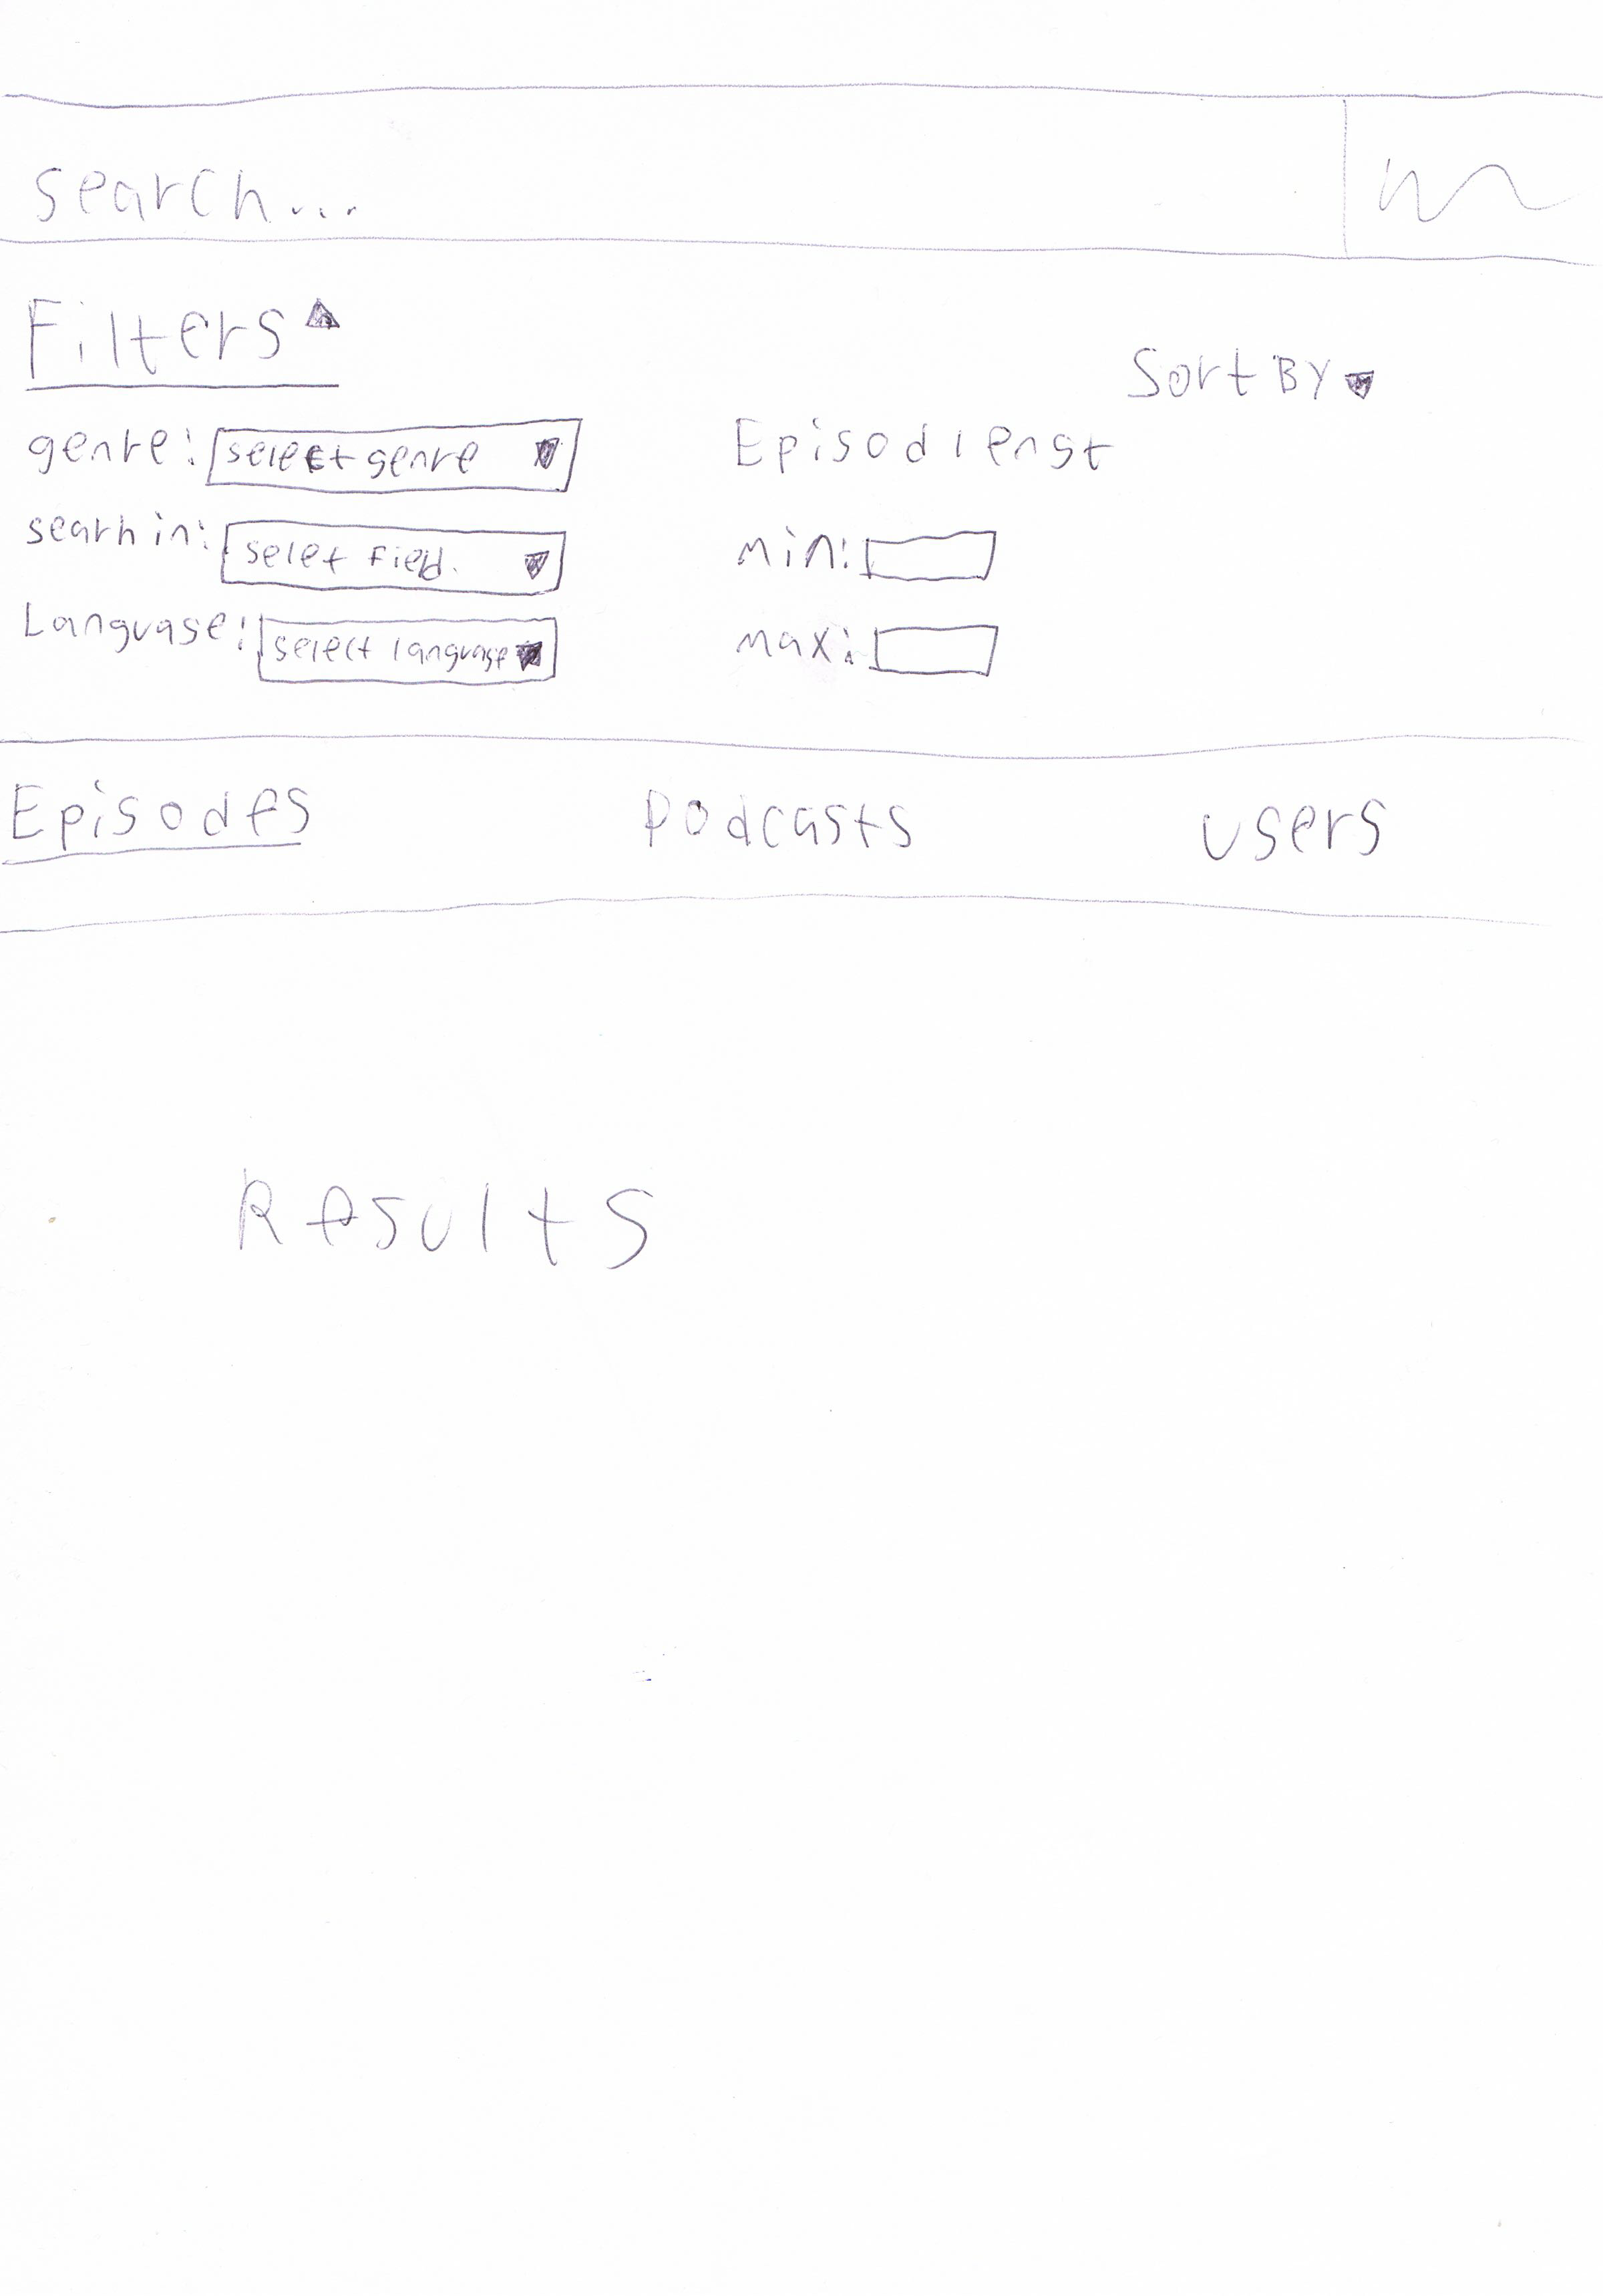 search...
Filters
Sort By
genre: select genre
Episod lengt
searh in: selet field.
min:
Language: select language
max:
Episodes Podcasts users
Results